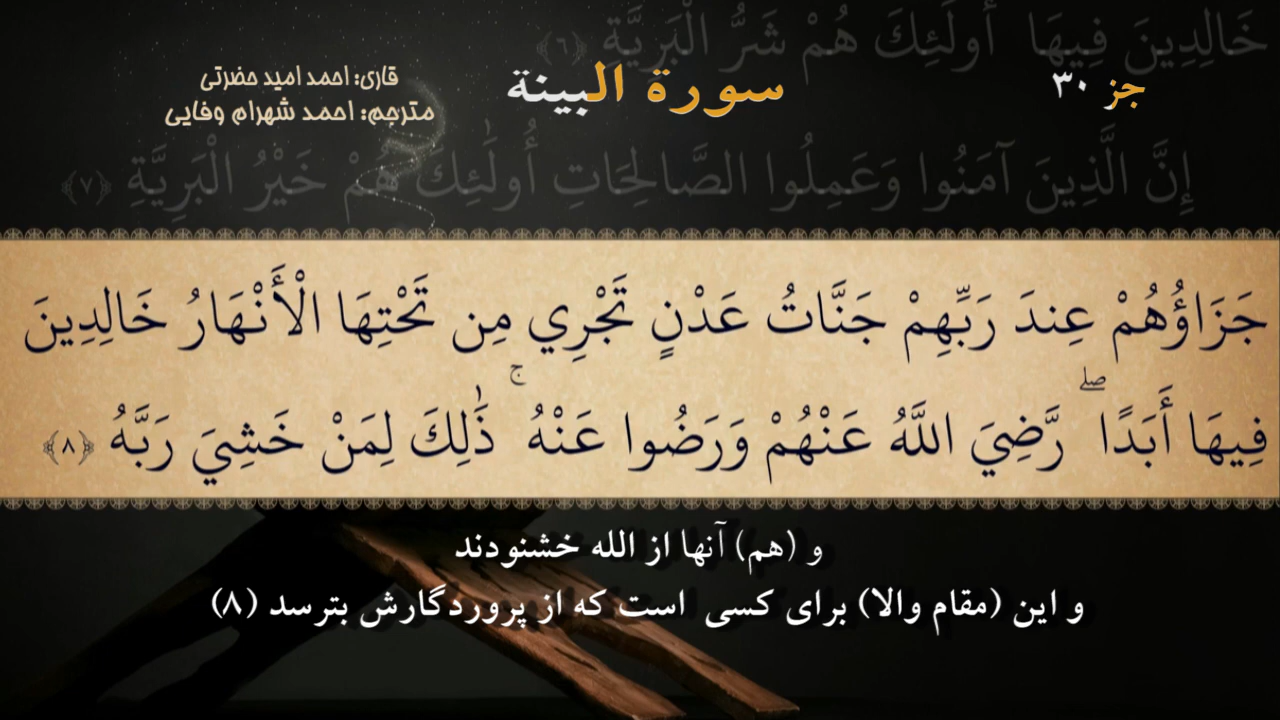 خَالِدِينَ فِيهَا أُولَٰئِكَ هُمْ شَرُّ الْبَرِيَّةِ ﴿٦﴾
جز ۳۰
سورة البينة
قاری: احمد امید حضرتی
مترجم: احمد شهرام وفایی
إِنَّ الَّذِينَ آمَنُوا وَعَمِلُوا الصَّالِحَاتِ أُولَٰئِكَ هُمْ خَيْرُ الْبَرِيَّةِ ﴿٧﴾
جَزَاؤُهُمْ عِندَ رَبِّهِمْ جَنَّاتُ عَدْنٍ تَجْرِي مِن تَحْتِهَا الْأَنْهَارُ خَالِدِينَ
فِيهَا أَبَدًا ۖ رَّضِيَ اللَّهُ عَنْهُمْ وَرَضُوا عَنْهُ ۚ ذَٰلِكَ لِمَنْ خَشِيَ رَبَّهُ ﴿٨﴾
و (هم) آنها از الله خشنودند
و این (مقام والا) برای کسی است که از پروردگارش بترسد (۸)